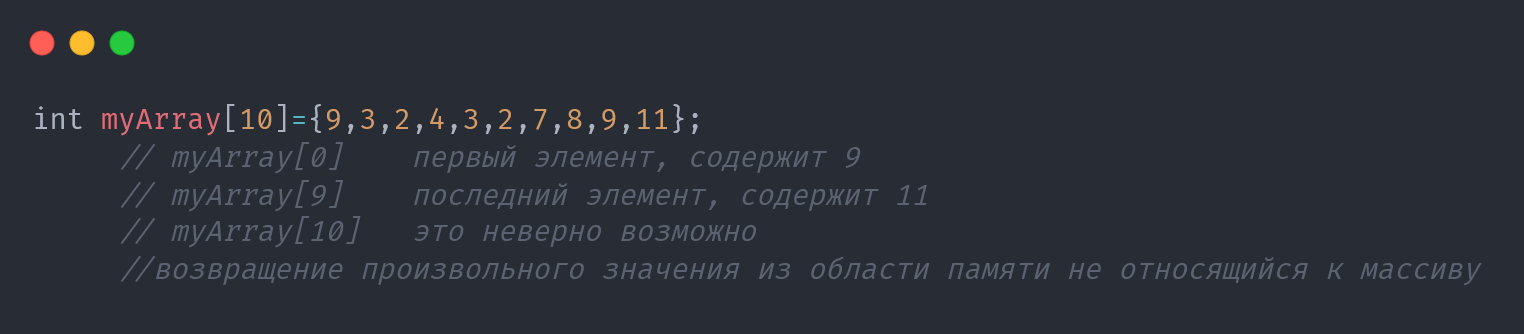 int myArray[10]={9,3,2,4,3,2,7,8,9,11};
// myArray[0]    первый элемент, содержит 9
// myArray[9]    последний элемент, содержит 11
// myArray[10]   это неверно возможно
//возвращение произвольного значения из области памяти не относящийся к массиву